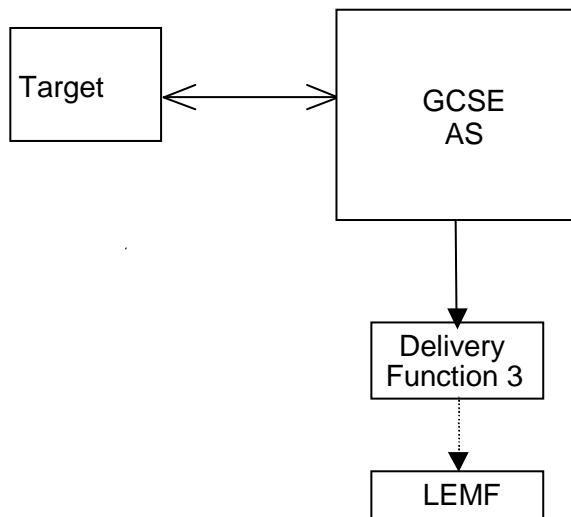 Target
GCSE
AS
Delivery
Function 3
LEMF